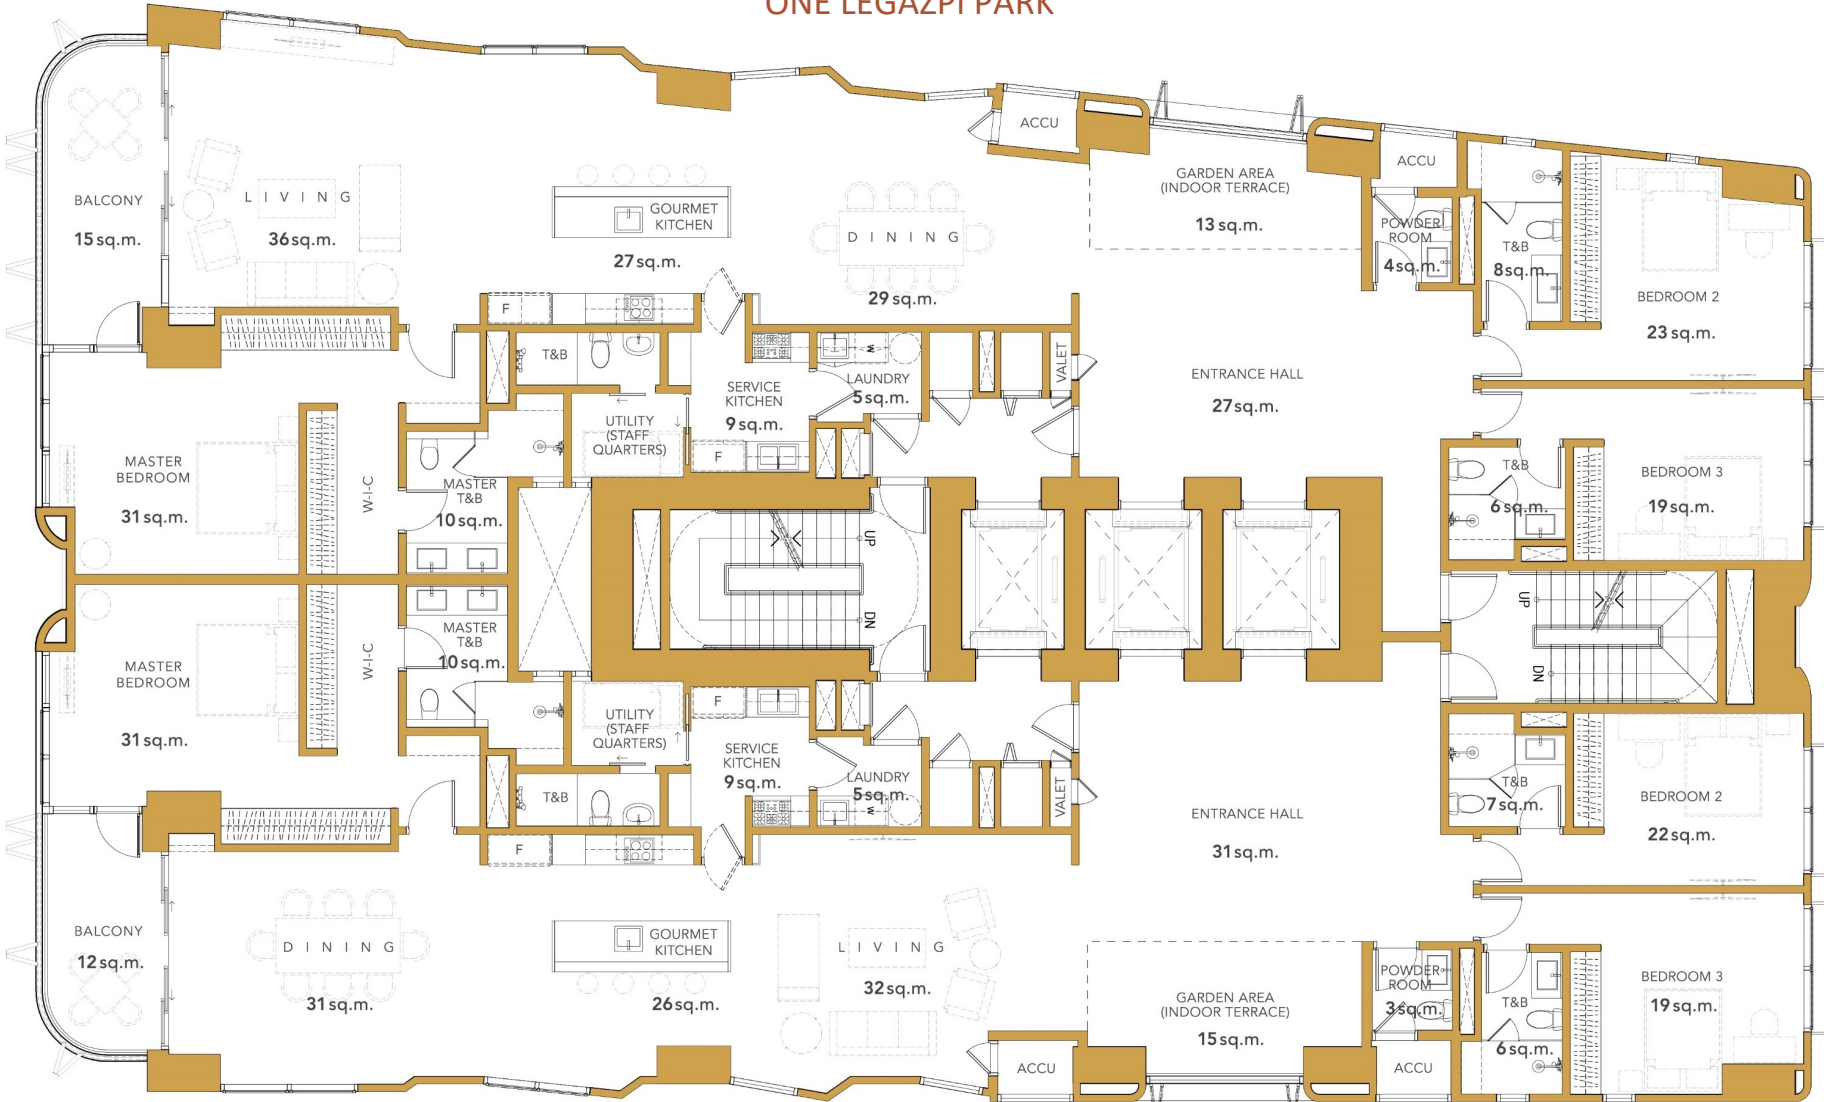 ONE LEGAZPI PARK
ACCU
ACCU
GARDEN AREA
(INDOOR TERRACE)
13 sq.m.
BALCONY
15 sq.m.
LIVING
36 sq.m.
GOURMET
KITCHEN
27 sq.m.
DINING
29 sq.m.
POWDER
ROOM
4 sq.m.
T&B
8 sq.m.
BEDROOM 2
23 sq.m.
F
T&B
SERVICE
KITCHEN
9 sq.m.
W
LAUNDRY
5 sq.m.
VALET
ENTRANCE HALL
27 sq.m.
UTILITY
(STAFF
QUARTERS)
F
MASTER
BEDROOM
31 sq.m.
W-I-C
MASTER
T&B
10 sq.m.
T&B
6 sq.m.
BEDROOM 3
19 sq.m.
UP
DN
UP
DN
MASTER
BEDROOM
31 sq.m.
W-I-C
MASTER
T&B
10 sq.m.
UTILITY
(STAFF
QUARTERS)
F
SERVICE
KITCHEN
9 sq.m.
LAUNDRY
5 sq.m.
W
VALET
T&B
F
ENTRANCE HALL
31 sq.m.
T&B
7 sq.m.
BEDROOM 2
22 sq.m.
BALCONY
12 sq.m.
DINING
31 sq.m.
GOURMET
KITCHEN
26 sq.m.
LIVING
32 sq.m.
GARDEN AREA
(INDOOR TERRACE)
15 sq.m.
POWDER
ROOM
3 sq.m.
T&B
6 sq.m.
BEDROOM 3
19 sq.m.
ACCU
ACCU